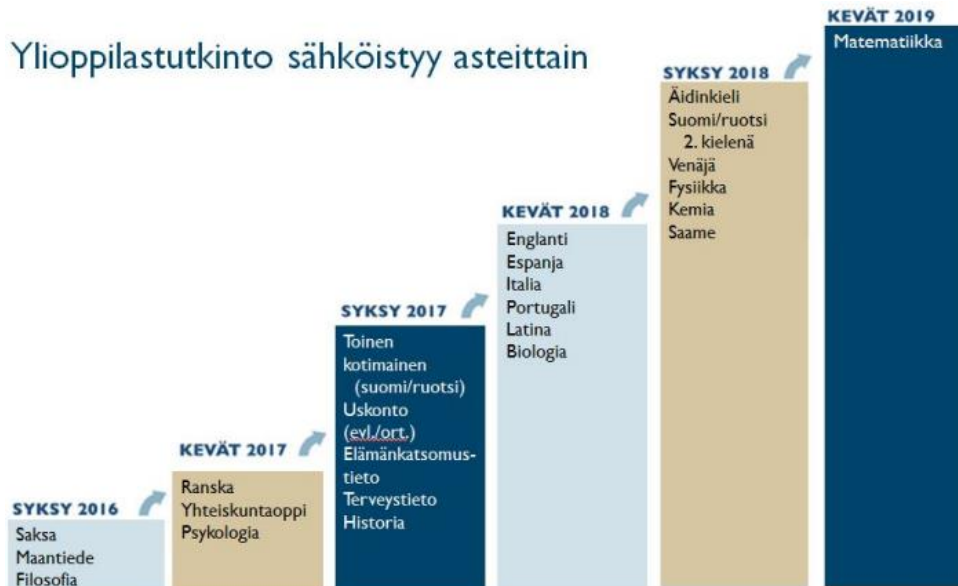 Ylioppilastutkinto sähköistyy asteittain
SYKSY 2016
Saksa
Maantiede
Filosofia
KEVÄT 2017
Ranska
Yhteiskuntaoppi
Psykologia
SYKSY 2017
Toinen
kotimainen
(suomi/ruotsi)
Uskonto
(evl./ort.)
Elämänkatsomus-
tieto
Terveystieto
Historia
KEVÄT 2018
Englanti
Espanja
Italia
Portugali
Latina
Biologia
SYKSY 2018
Äidinkieli
Suomi/ruotsi
2. kielenä
Venäjä
Fysiikka
Kemia
Saame
KEVÄT 2019
Matematiikka